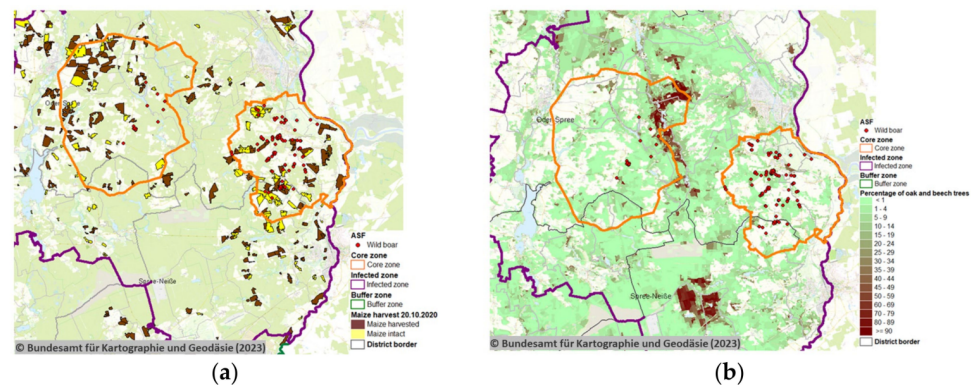 Oder-Spree
Spree-Neiße
ASF
Wild boar
Core zone
Core zone
Infected zone
Infected zone
Buffer zone
Buffer zone
Maize harvest 20.10.2020
Maize harvested
Maize intact
District border
© Bundesamt für Kartographie und Geodäsie (2023)
(a)
Oder-Spree
Spree-Neiße
ASF
Wild boar
Core zone
Core zone
Infected zone
Infected zone
Buffer zone
Buffer zone
Percentage of oak and beech trees
< 1
1 - 4
5 - 9
10 - 14
15 - 19
20 - 24
25 - 29
30 - 34
35 - 39
40 - 44
45 - 49
50 - 59
60 - 69
70 - 79
80 - 89
>= 90
District border
© Bundesamt für Kartographie und Geodäsie (2023)
(b)